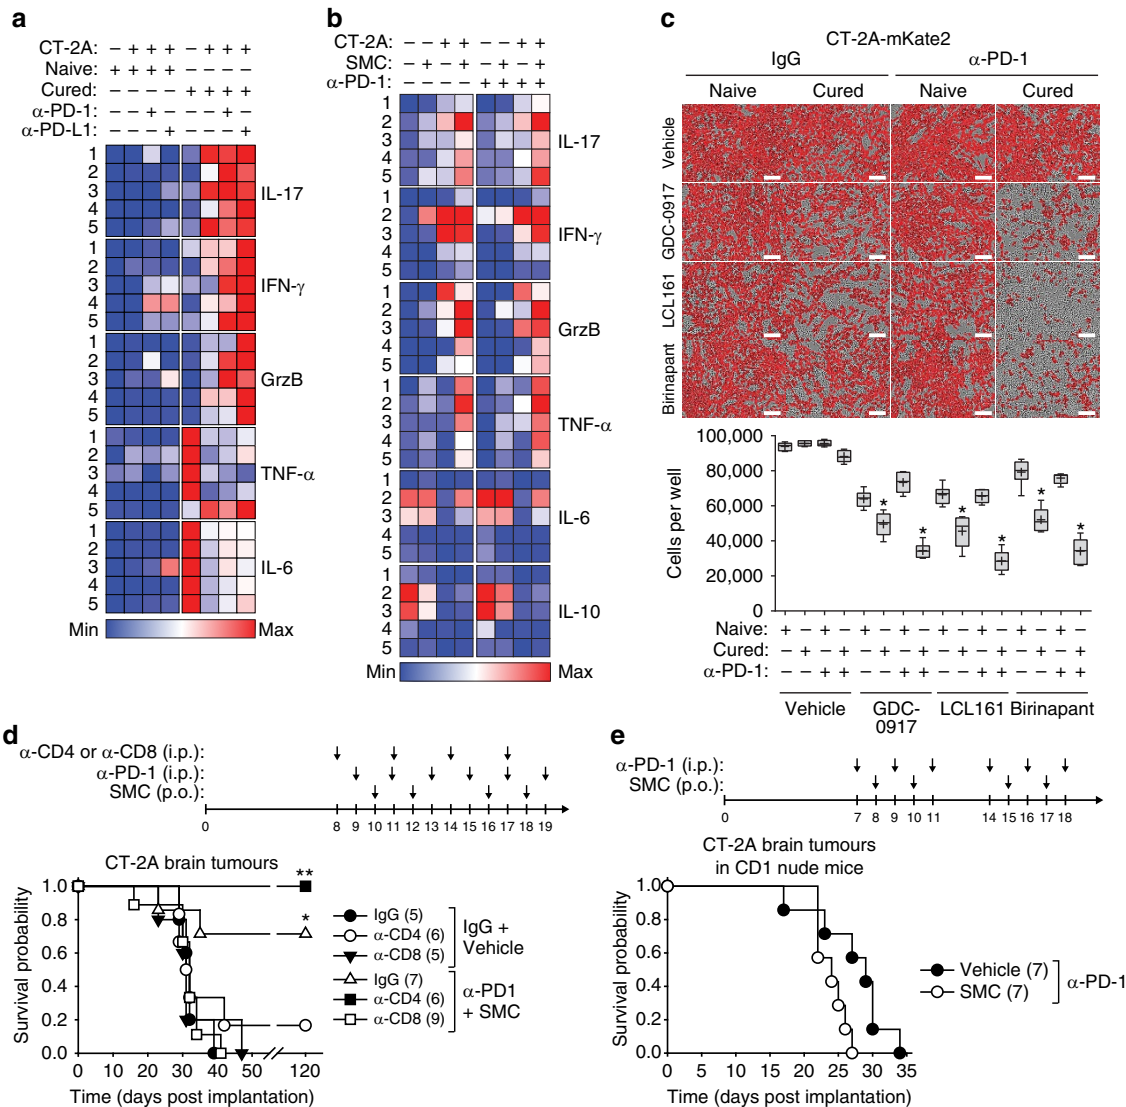 a
CT-2A: − + + + − + + +
Naive: + + + + − − − −
Cured: − − − − + + + +
α-PD-1: − − + − − − + −
α-PD-L1: − − − + − − − +
1
2
3
4
5
IL-17
1
2
3
4
5
IFN-γ
1
2
3
4
5
GrzB
1
2
3
4
5
TNF-α
1
2
3
4
5
IL-6
Min Max
b
CT-2A: − − + + − − + +
SMC: − + − + − + − +
α-PD-1: − − − − + + + +
1
2
3
4
5
IL-17
1
2
3
4
5
IFN-γ
1
2
3
4
5
GrzB
1
2
3
4
5
TNF-α
1
2
3
4
5
IL-6
1
2
3
4
5
IL-10
Min Max
c
CT-2A-mKate2
IgG α-PD-1
Naive Cured Naive Cured
Vehicle
GDC-0917
LCL161
Birinapant
Cells per well
100,000
80,000
60,000
40,000
20,000
0
* * * * * *
Naive: + − + − + − + − + − + − + − + −
Cured: − + − + − + − + − + − + − + − +
α-PD-1: − − + + − − + + − − + + − − + +
Vehicle GDC-0917 LCL161 Birinapant
d
α-CD4 or α-CD8 (i.p.):
α-PD-1 (i.p.):
SMC (p.o.):
0 8 9 10 11 12 13 14 15 16 17 18 19
CT-2A brain tumours
Survival probability
1.0
0.8
0.6
0.4
0.2
0.0
**
*
0 10 20 30 40 50 120
Time (days post implantation)
IgG (5)
α-CD4 (6)
α-CD8 (5)
IgG + Vehicle
IgG (7)
α-CD4 (6)
α-CD8 (9)
α-PD1 + SMC
e
α-PD-1 (i.p.):
SMC (p.o.):
0 7 8 9 10 11 14 15 16 17 18
CT-2A brain tumours
in CD1 nude mice
Survival probability
1.0
0.8
0.6
0.4
0.2
0.0
0 5 10 15 20 25 30 35
Time (days post implantation)
Vehicle (7)
SMC (7)
α-PD-1